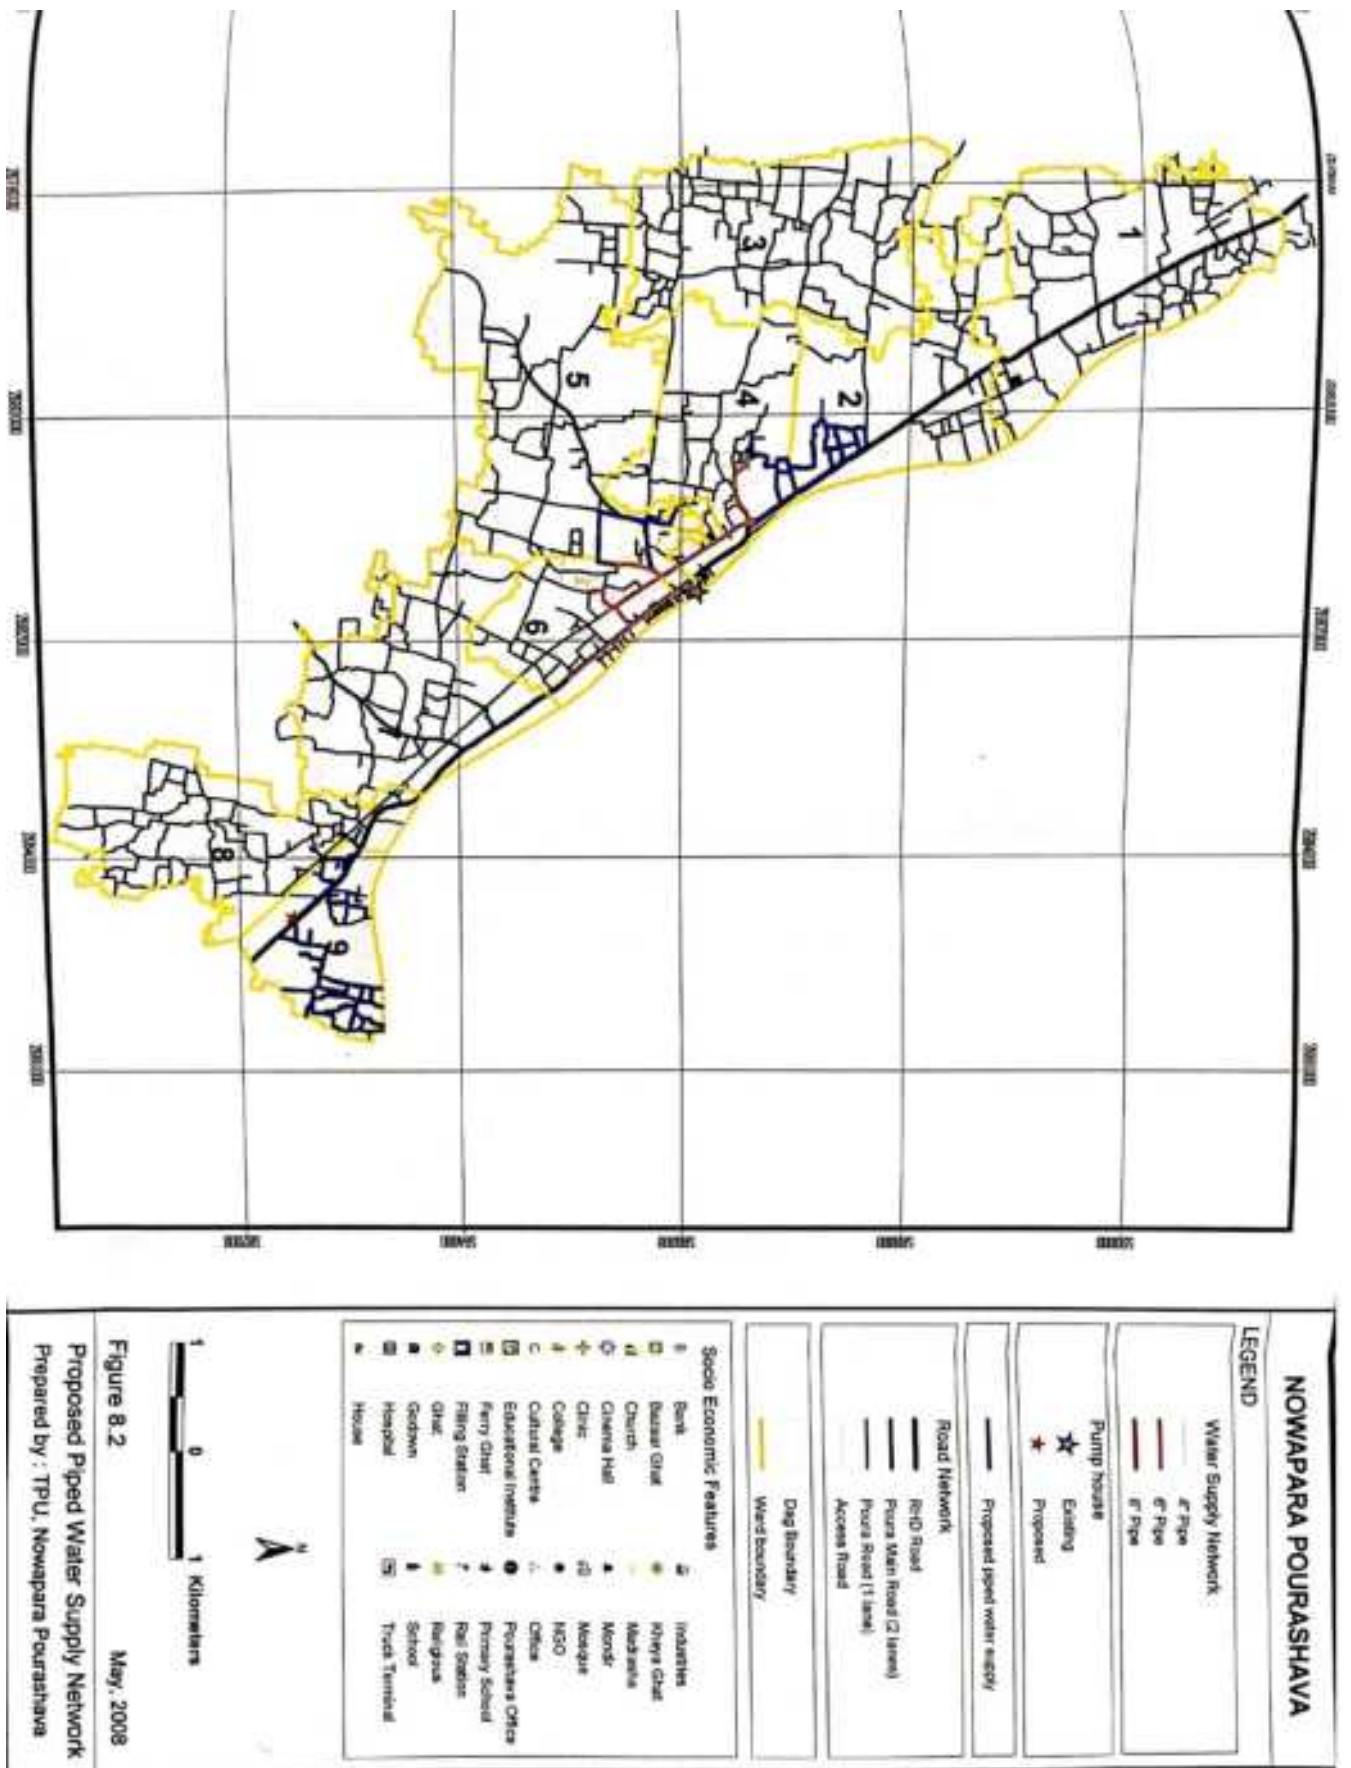 NOWAPARA POURASHAVA
LEGEND
Water Supply Network
4" Pipe
6" Pipe
8" Pipe
Pump house
Existing
Proposed
Proposed piped water supply
Road Network
RHD Road
Poura Main Road (2 lanes)
Poura Road (1 lane)
Access Road
Dag Boundary
Ward boundary
Socio Economic Features
Bank
Bazaar Ghat
Church
Cinema Hall
Clinic
College
Cultural Centre
Educational Institute
Ferry Ghat
Filling Station
Ghat
Godown
Hospital
House
Industries
Kheya Ghat
Madrasha
Mondir
Mosque
NGO
Office
Pourashava Office
Primary School
Rail Station
Religious
School
Truck Terminal
N
1 0 1 Kilometers
Figure 8.2 May, 2008
Proposed Piped Water Supply Network
Prepared by : TPU, Nowapara Pourashava
1
2
3
4
5
6
7
8
9